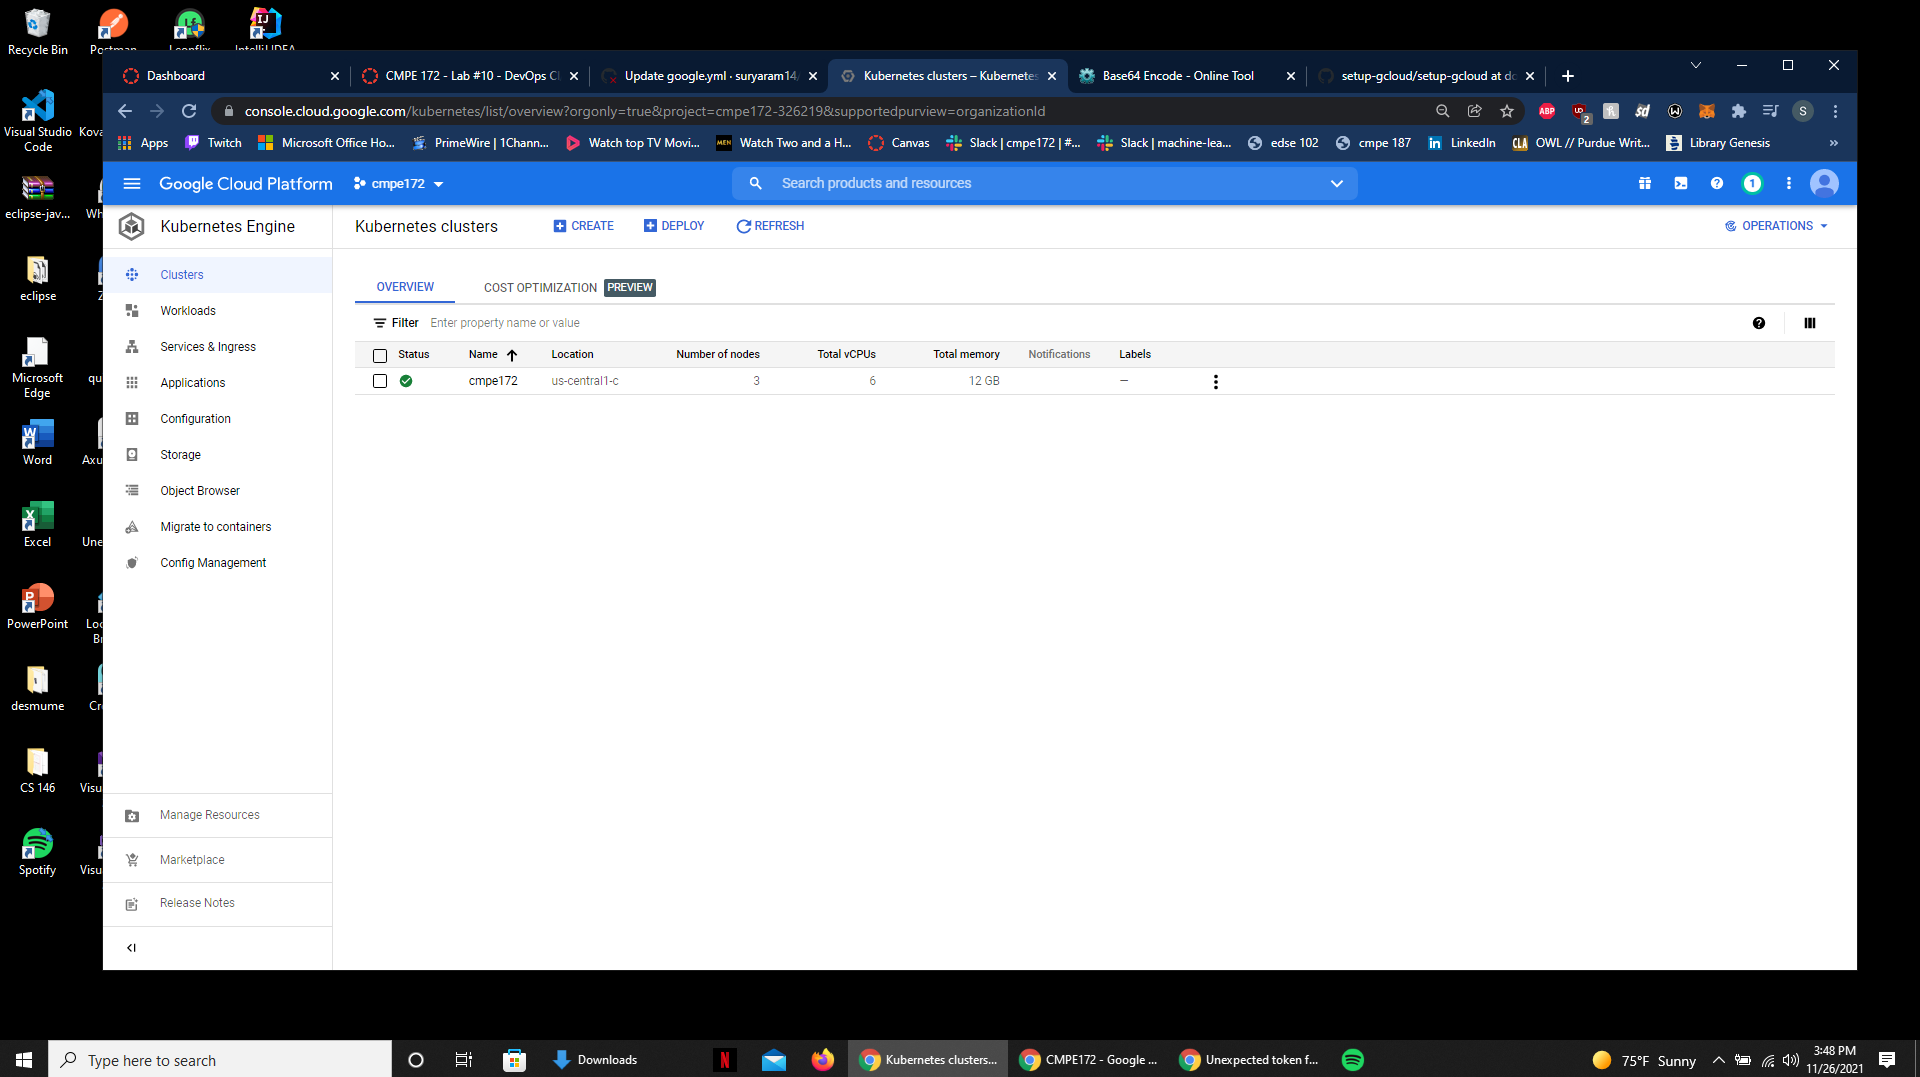 Recycle Bin
Postman
Leonflix
IntelliJ IDEA
Visual Studio Code
Kova
eclipse-jav...
Wh
eclipse
Microsoft Edge
qu
Word
Axu
Excel
Une
PowerPoint
Loc
Br
desmume
Cr
CS 146
Visu
Spotify
Visu
Dashboard
CMPE 172 - Lab #10 - DevOps Cl
Update google.yml · suryaram14/
Kubernetes clusters – Kubernetes
Base64 Encode - Online Tool
setup-gcloud/setup-gcloud at do
console.cloud.google.com/kubernetes/list/overview?orgonly=true&project=cmpe172-326219&supportedpurview=organizationId
ABP
2
S
Apps
Twitch
Microsoft Office Ho...
PrimeWire | 1Chann...
Watch top TV Movi...
MEN
Watch Two and a H...
Canvas
Slack | cmpe172 | #...
Slack | machine-lea...
edse 102
cmpe 187
in
LinkedIn
CLA
OWL // Purdue Writ...
Library Genesis
»
Google Cloud Platform
cmpe172
Search products and resources
1
Kubernetes Engine
Kubernetes clusters
CREATE
DEPLOY
REFRESH
OPERATIONS
Clusters
Workloads
Services & Ingress
Applications
Configuration
Storage
Object Browser
Migrate to containers
Config Management
Manage Resources
Marketplace
Release Notes
OVERVIEW
COST OPTIMIZATION PREVIEW
Filter Enter property name or value
Status Name Location Number of nodes Total vCPUs Total memory Notifications Labels
cmpe172 us-central1-c 3 6 12 GB –
Type here to search
Downloads
N
Kubernetes clusters...
CMPE172 - Google ...
Unexpected token f...
75°F Sunny
3:48 PM
11/26/2021